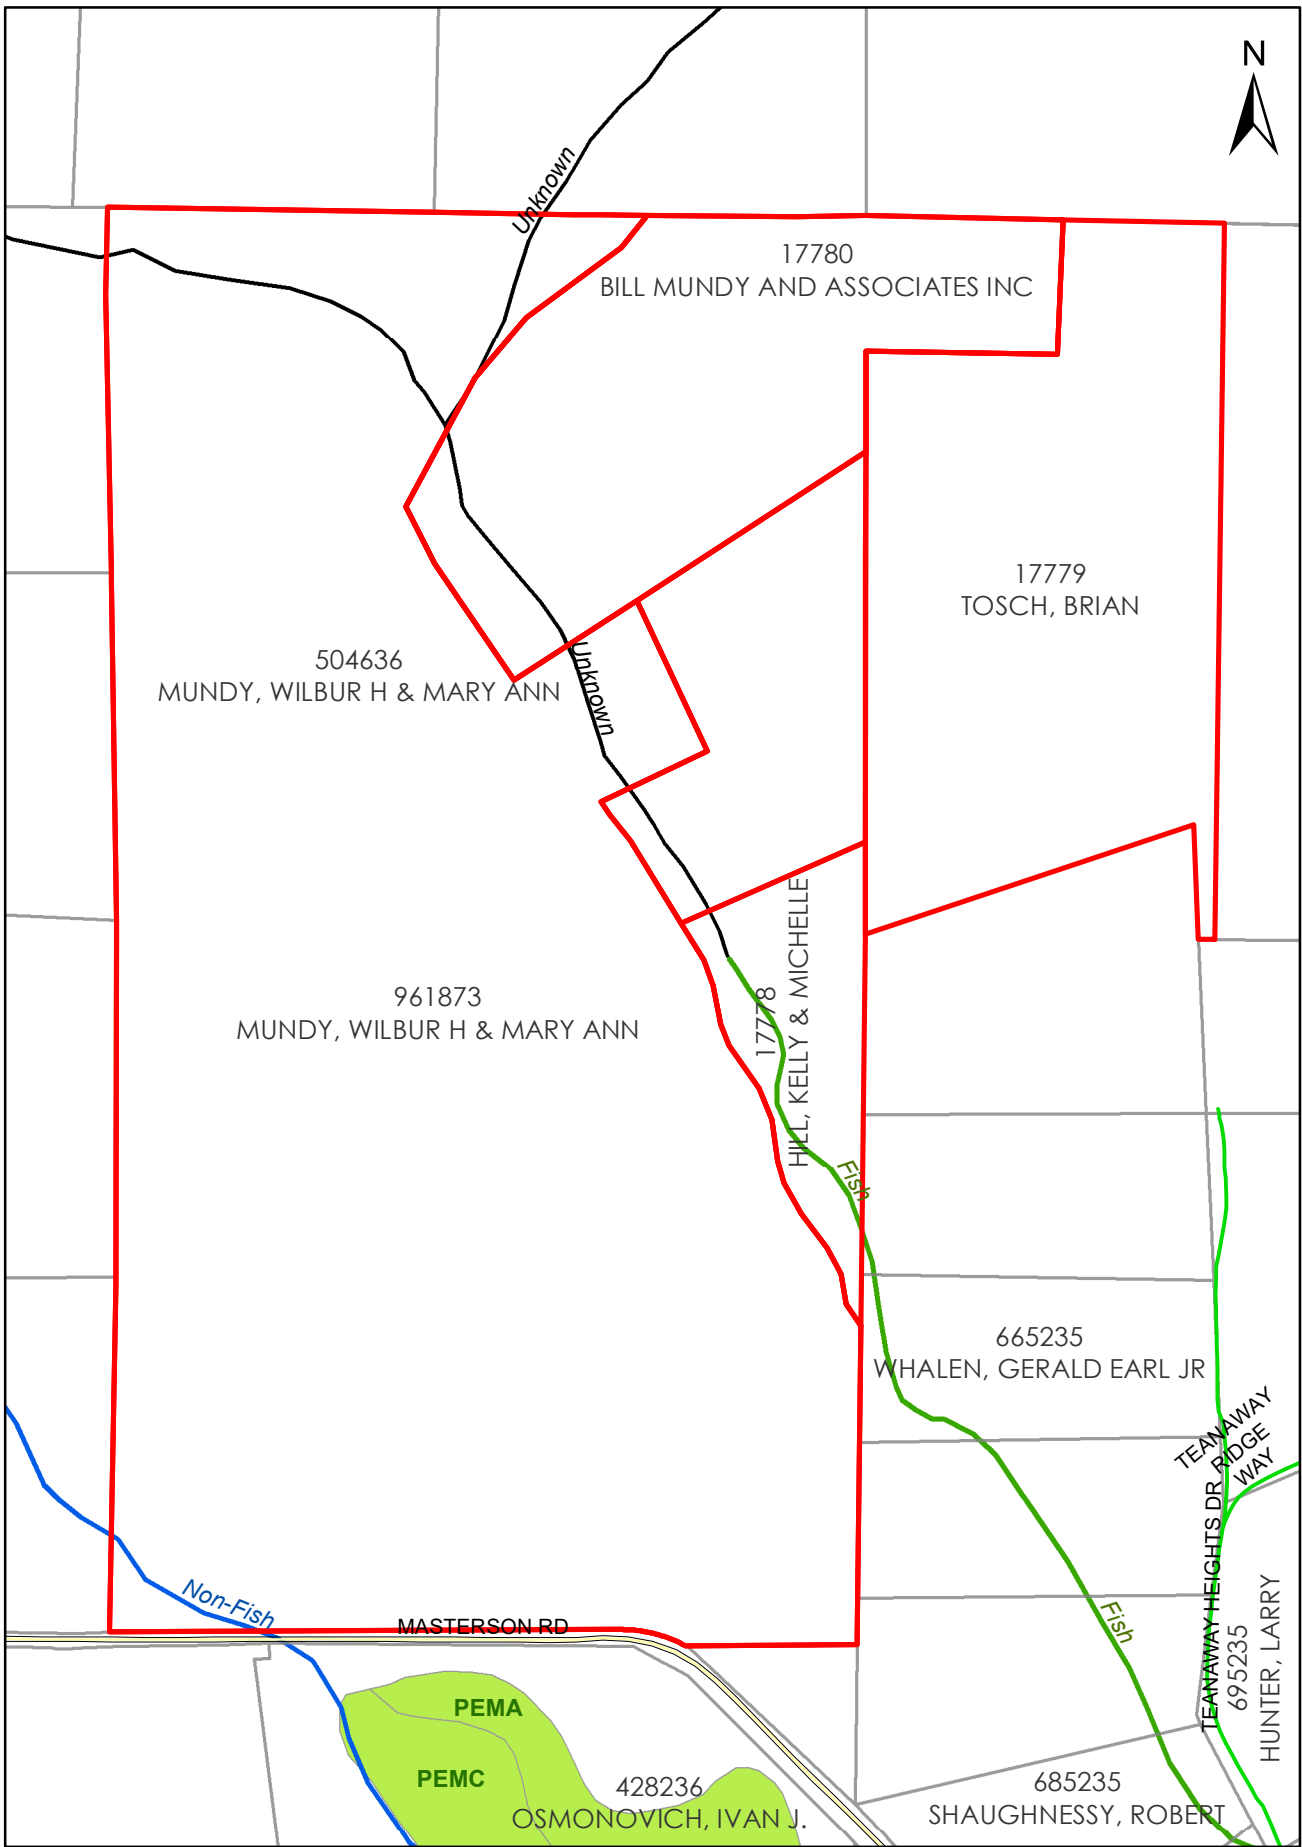 N
Unknown
17780
BILL MUNDY AND ASSOCIATES INC
17779
TOSCH, BRIAN
504636
MUNDY, WILBUR H & MARY ANN
Unknown
961873
MUNDY, WILBUR H & MARY ANN
17778
HILL, KELLY & MICHELLE
Fish
665235
WHALEN, GERALD EARL JR
TEANAWAY
RIDGE
WAY
TEANAWAY HEIGHTS DR
Non-Fish
MASTERSON RD
Fish
695235
HUNTER, LARRY
PEMA
PEMC
428236
OSMONOVICH, IVAN J.
685235
SHAUGHNESSY, ROBERT